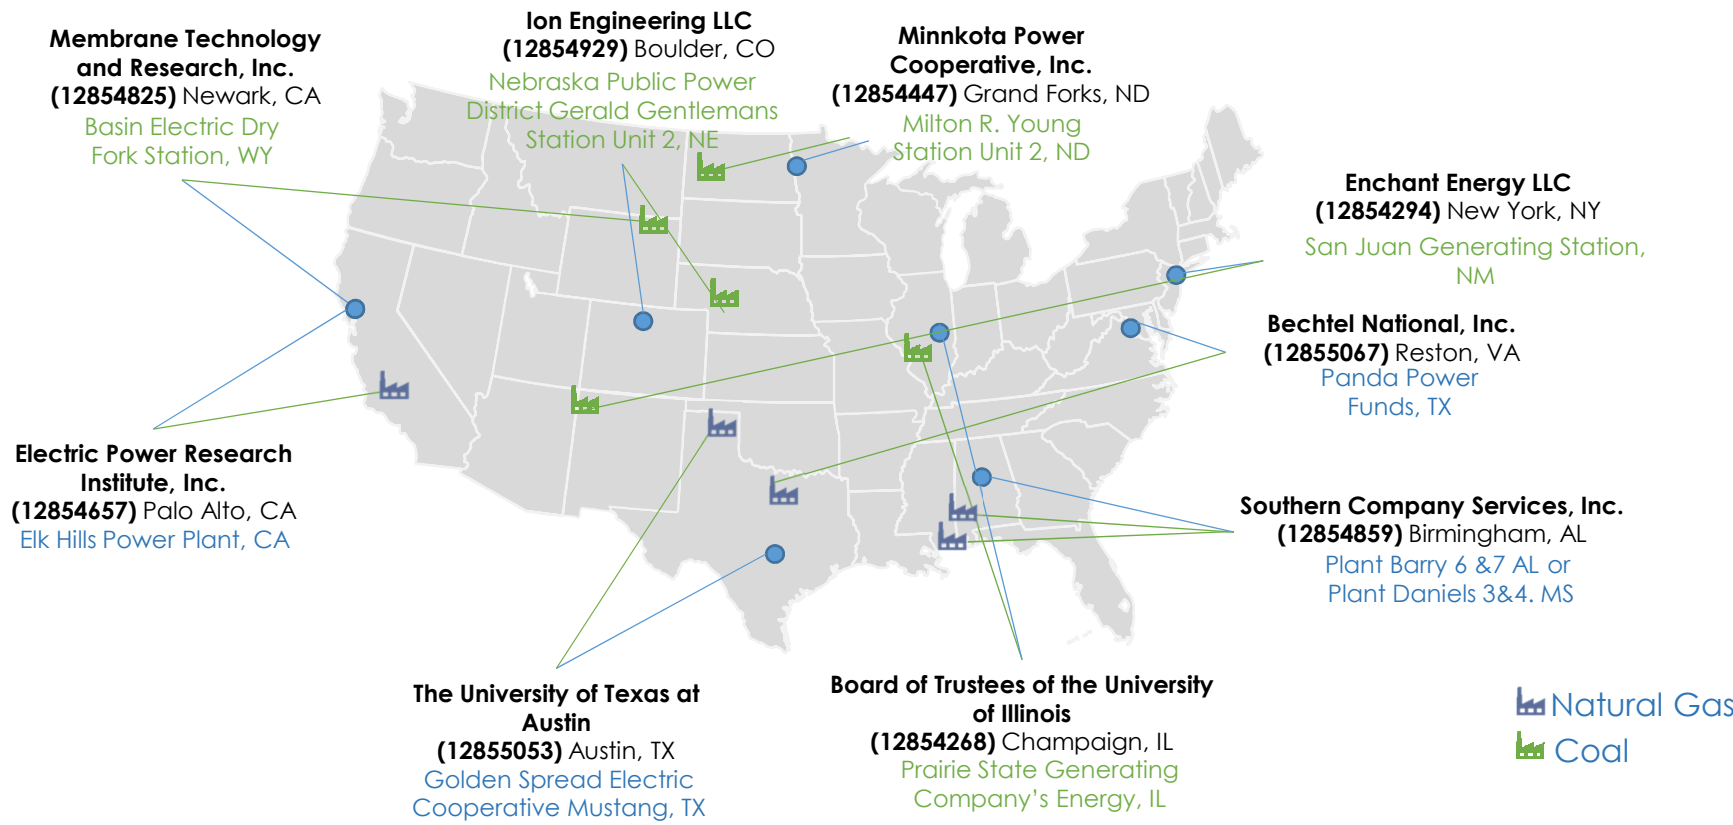 Membrane Technology
and Research, Inc.
(12854825) Newark, CA
Basin Electric Dry
Fork Station, WY
Ion Engineering LLC
(12854929) Boulder, CO
Nebraska Public Power
District Gerald Gentlemans
Station Unit 2, NE
Minnkota Power
Cooperative, Inc.
(12854447) Grand Forks, ND
Milton R. Young
Station Unit 2, ND
Enchant Energy LLC
(12854294) New York, NY
San Juan Generating Station,
NM
Bechtel National, Inc.
(12855067) Reston, VA
Panda Power
Funds, TX
Electric Power Research
Institute, Inc.
(12854657) Palo Alto, CA
Elk Hills Power Plant, CA
Southern Company Services, Inc.
(12854859) Birmingham, AL
Plant Barry 6 &7 AL or
Plant Daniels 3&4. MS
The University of Texas at
Austin
(12855053) Austin, TX
Golden Spread Electric
Cooperative Mustang, TX
Board of Trustees of the University
of Illinois
(12854268) Champaign, IL
Prairie State Generating
Company’s Energy, IL
Natural Gas
Coal